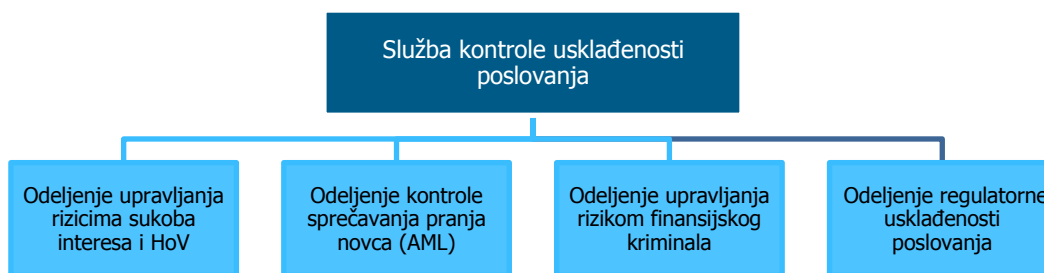 Služba kontrole usklađenosti
poslovanja
Odeljenje upravljanja
rizicima sukoba
interesa i HoV
Odeljenje kontrole
sprečavanja pranja
novca (AML)
Odeljenje upravljanja
rizikom finansijskog
kriminala
Odeljenje regulatorne
usklađenosti
poslovanja